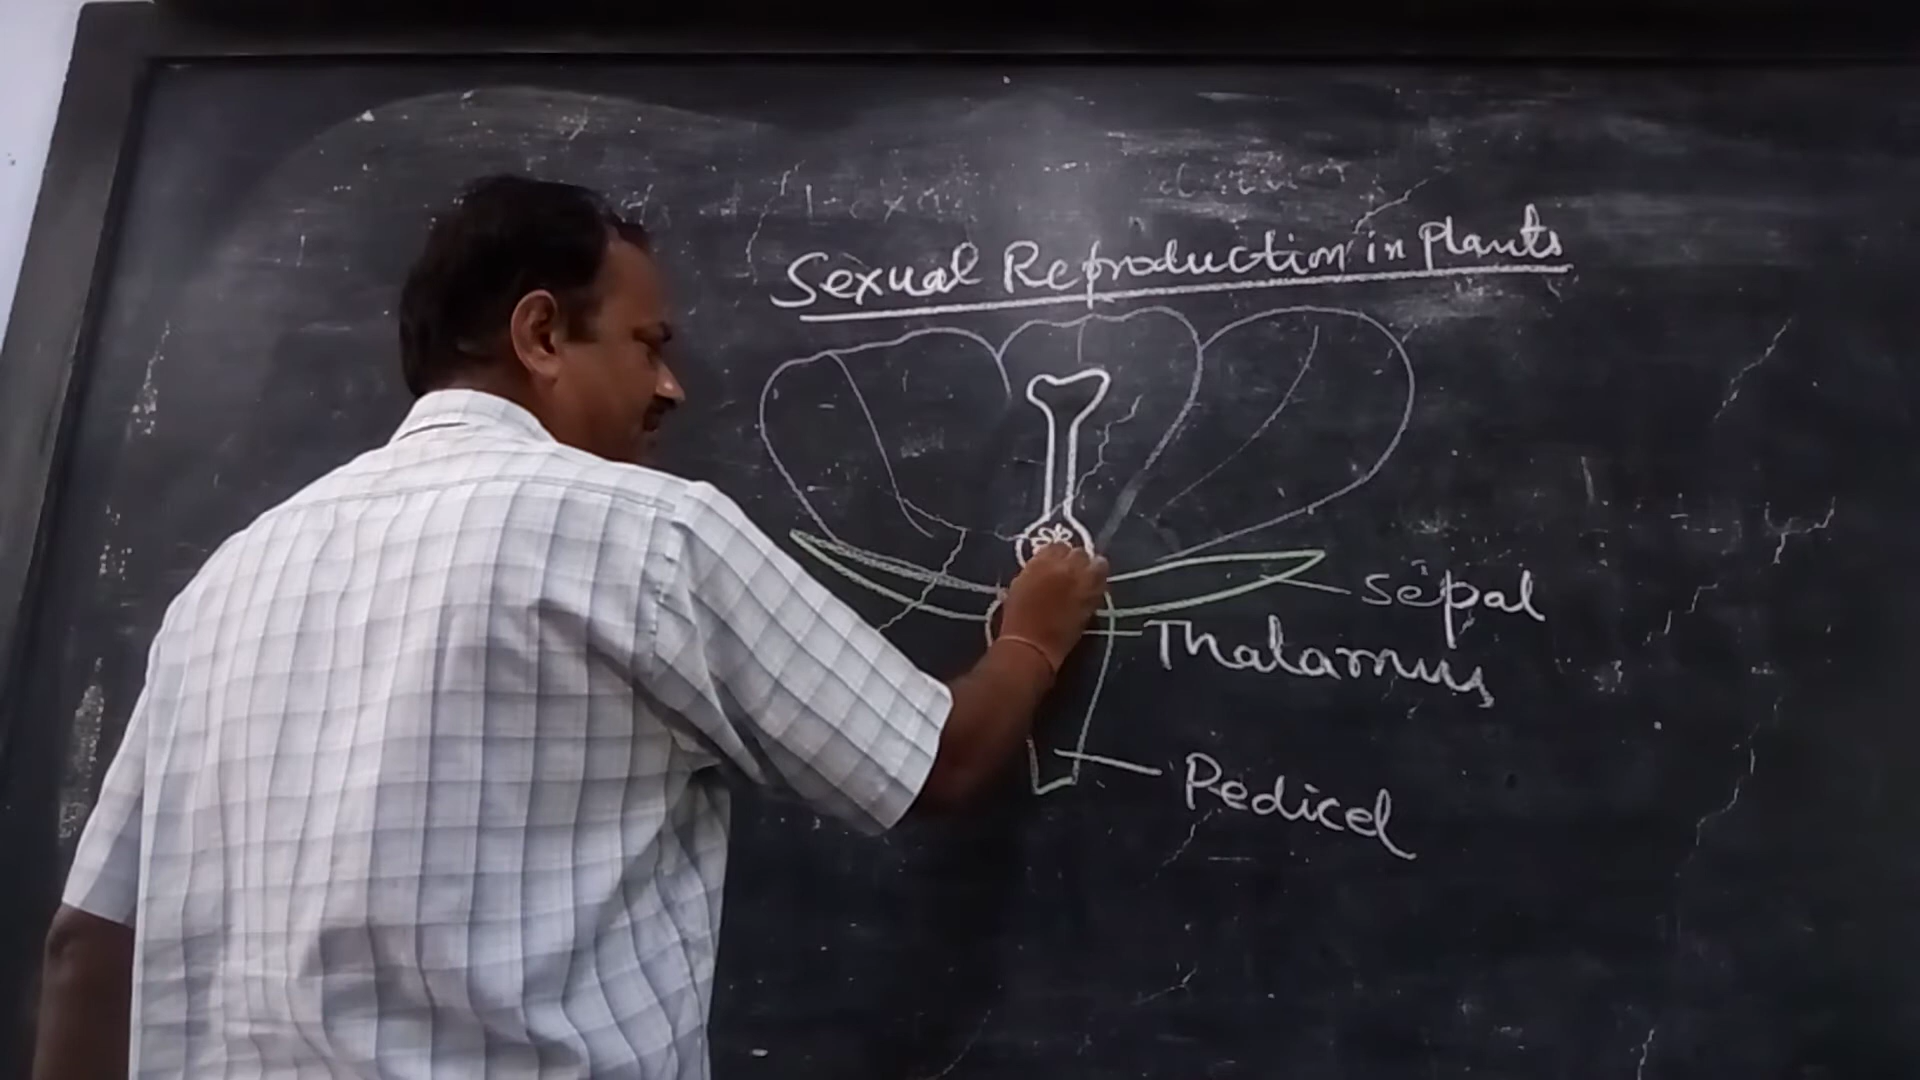 Sexual Reproduction in Plants
Sepal
Thalamus
Pedicel